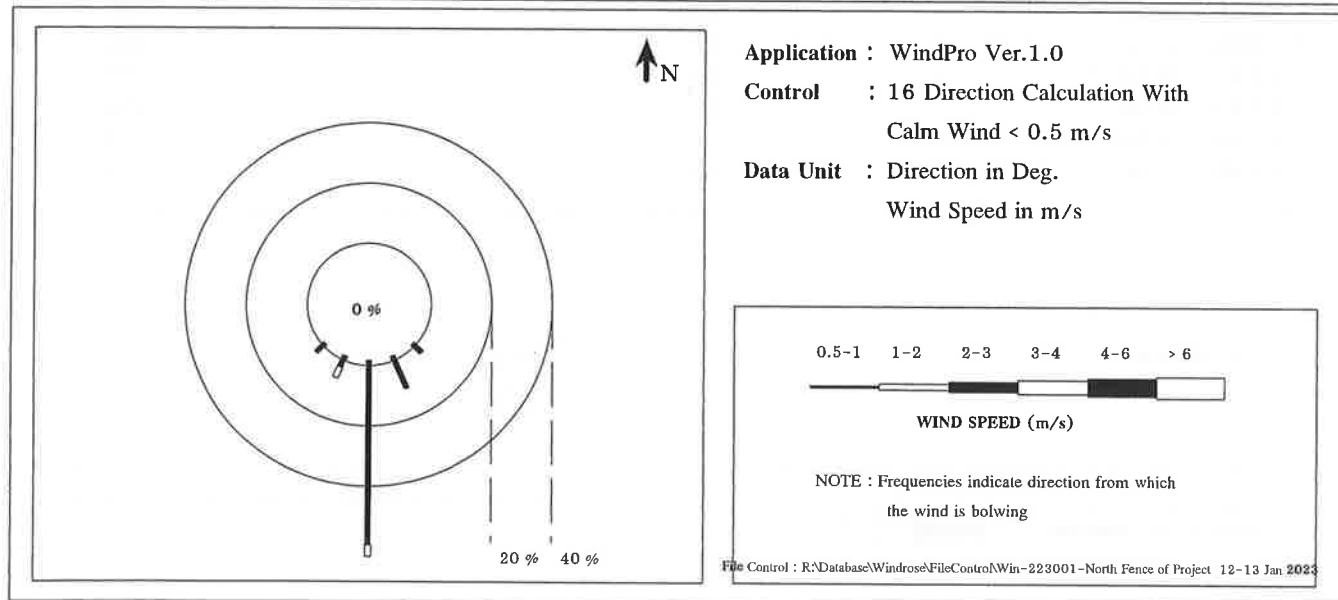 N
0 %
20 % 40 %
Application : WindPro Ver.1.0
Control : 16 Direction Calculation With
Calm Wind < 0.5 m/s
Data Unit : Direction in Deg.
Wind Speed in m/s
0.5-1 1-2 2-3 3-4 4-6 > 6
WIND SPEED (m/s)
NOTE : Frequencies indicate direction from which
the wind is bolwing
File Control : R:\Database\Windrose\FileControl\Win-223001-North Fence of Project 12-13 Jan 2023